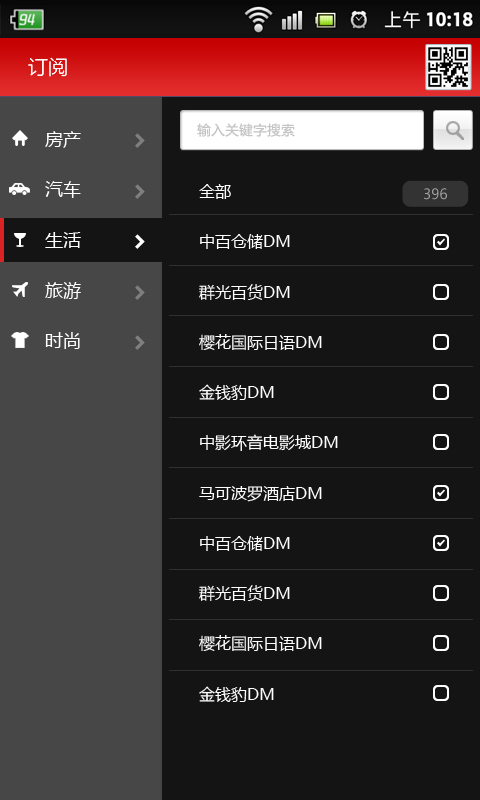 94
上午 10:18
订阅
房产
汽车
生活
旅游
时尚
输入关键字搜索
全部
396
中百仓储DM
群光百货DM
樱花国际日语DM
金钱豹DM
中影环音电影城DM
马可波罗酒店DM
中百仓储DM
群光百货DM
樱花国际日语DM
金钱豹DM